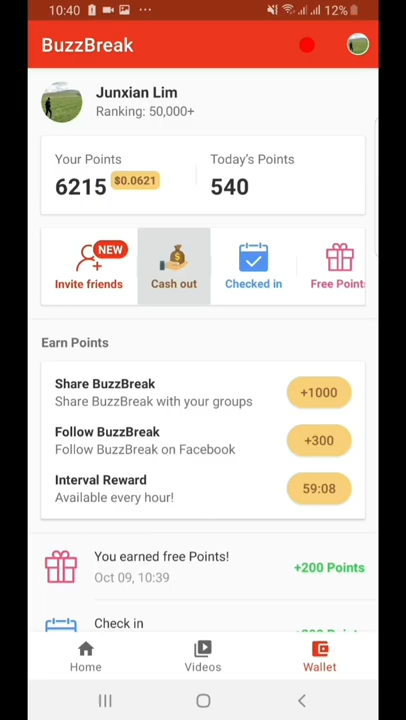 10:40 ... 12%
BuzzBreak
Junxian Lim
Ranking: 50,000+
Your Points
6215 $0.0621
Today's Points
540
NEW
Invite friends
Cash out
Checked in
Free Point
Earn Points
Share BuzzBreak
Share BuzzBreak with your groups
+1000
Follow BuzzBreak
Follow BuzzBreak on Facebook
+300
Interval Reward
Available every hour!
59:08
You earned free Points!
Oct 09, 10:39
+200 Points
Check in
Home
Videos
Wallet